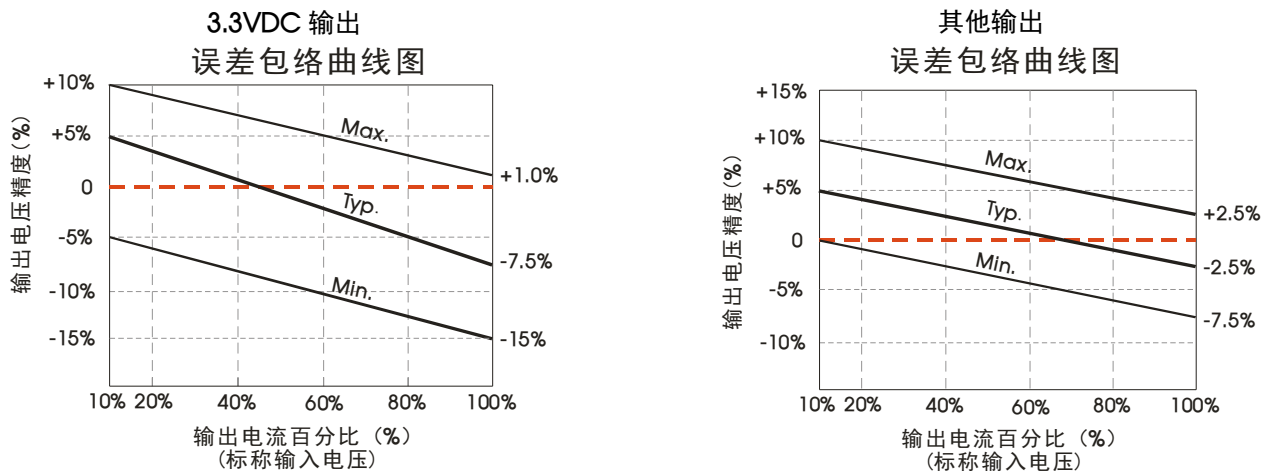 3.3VDC 输出
误差包络曲线图
+10%
+5%
0
-5%
-10%
-15%
输出电压精度(%)
Max.
Typ.
Min.
+1.0%
-7.5%
-15%
10% 20% 40% 60% 80% 100%
输出电流百分比 (%)
(标称输入电压)
其他输出
误差包络曲线图
+15%
+10%
+5%
0
-5%
-10%
输出电压精度(%)
Max.
Typ.
Min.
+2.5%
-2.5%
-7.5%
10% 20% 40% 60% 80% 100%
输出电流百分比 (%)
(标称输入电压)